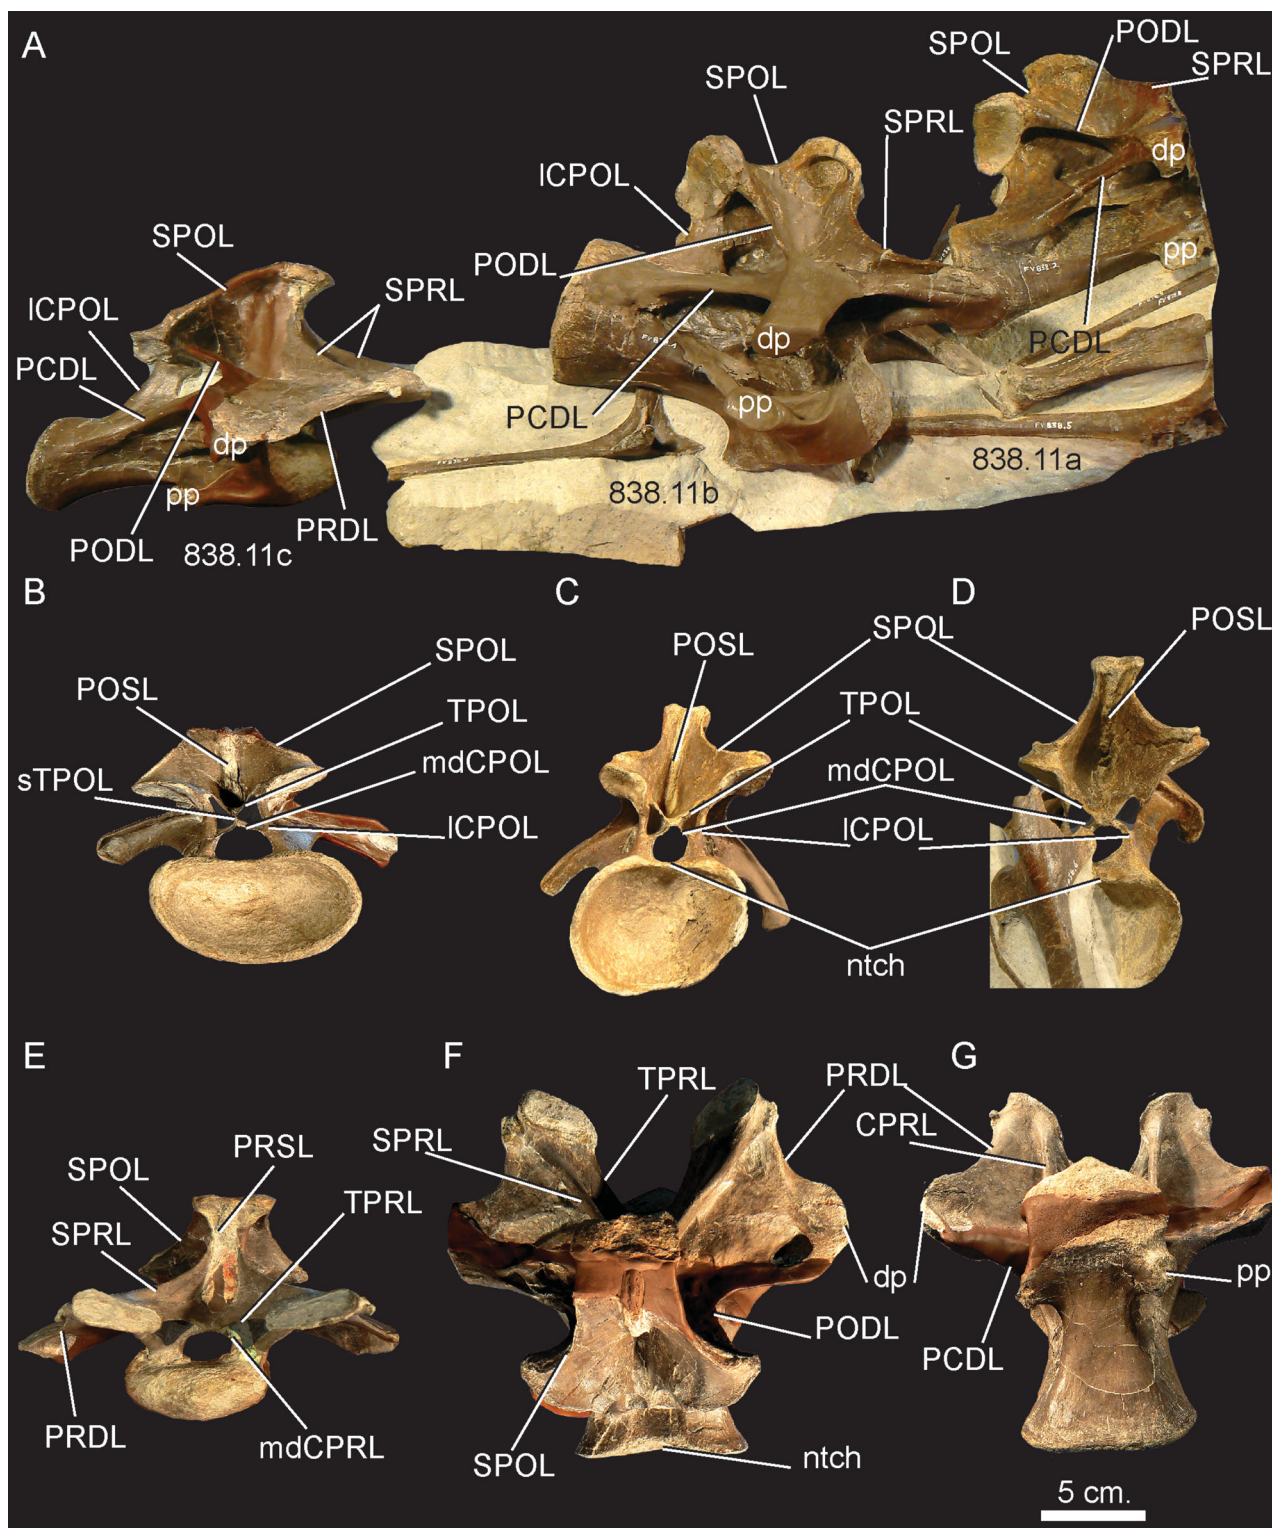 A
SPOL
PODL
SPRL
SPOL
SPRL
dp
lCPOL
PCDL
pp
SPOL
PODL
SPRL
lCPOL
PCDL
dp
pp
PCDL
dp
pp
PODL
838.11c
PRDL
838.11b
838.11a
FV838.5
B
C
D
SPOL
POSL
POSL
SPOL
POSL
TPOL
TPOL
sTPOL
mdCPOL
mdCPOL
lCPOL
lCPOL
ntch
E
F
G
TPRL
PRDL
SPRL
CPRL
PRSL
SPOL
TPRL
SPRL
dp
pp
PODL
PCDL
PRDL
mdCPRL
SPOL
ntch
5 cm.